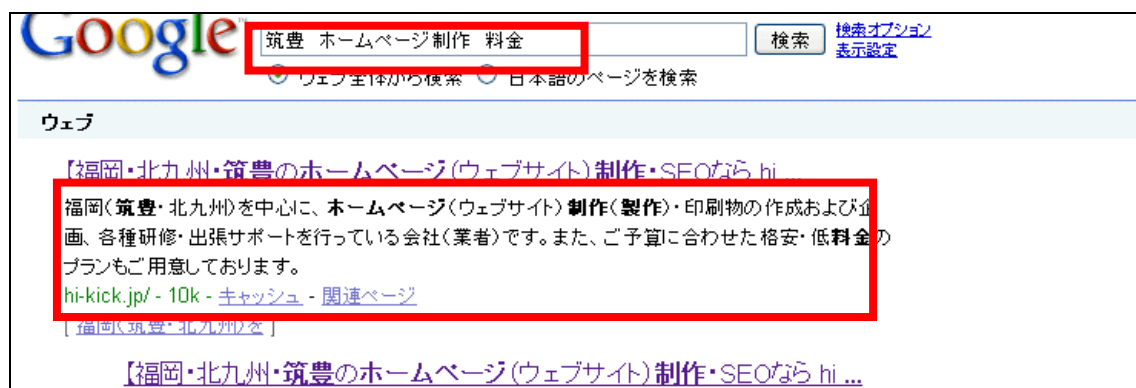 Google
筑豊 ホームページ制作 料金
検索
検索オプション
表示設定
ウェブ全体から検索 日本語のページを検索
ウェブ
【福岡・北九州・筑豊のホームページ(ウェブサイト)制作・SEOなら hi ...
福岡(筑豊・北九州)を中心に、ホームページ(ウェブサイト)制作(製作)・印刷物の作成および企
画、各種研修・出張サポートを行っている会社(業者)です。また、ご予算に合わせた格安・低料金の
プランもご用意しております。
hi-kick.jp/ - 10k - キャッシュ - 関連ページ
[ 福岡(筑豊・北九州)を ]
【福岡・北九州・筑豊のホームページ(ウェブサイト)制作・SEOなら hi ...